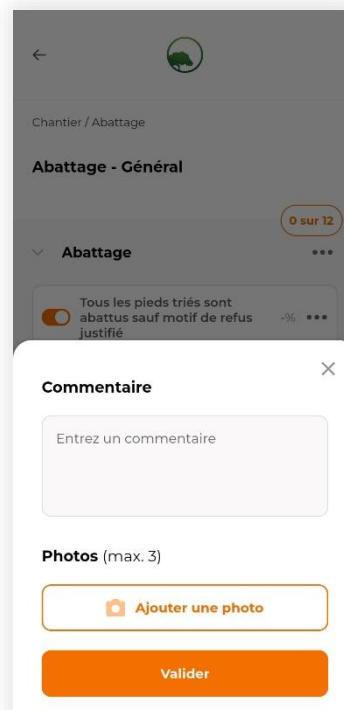 Chantier / Abattage
Abattage - Général
0 sur 12
Abattage
Tous les pieds triés sont
abattus sauf motif de refus
justifié
-%
Commentaire
Entrez un commentaire
Photos (max. 3)
Ajouter une photo
Valider